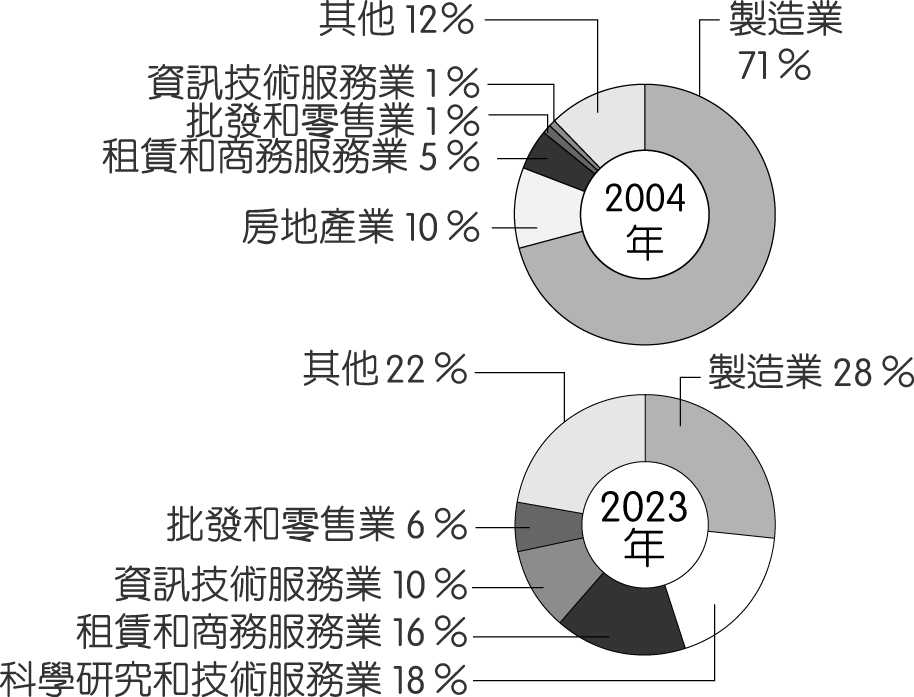 其他 12%
製造業
71%
資訊技術服務業 1%
批發和零售業 1%
租賃和商務服務業 5%
房地產業 10%
2004
年
其他 22%
製造業 28%
2023
年
批發和零售業 6%
資訊技術服務業 10%
租賃和商務服務業 16%
科學研究和技術服務業 18%